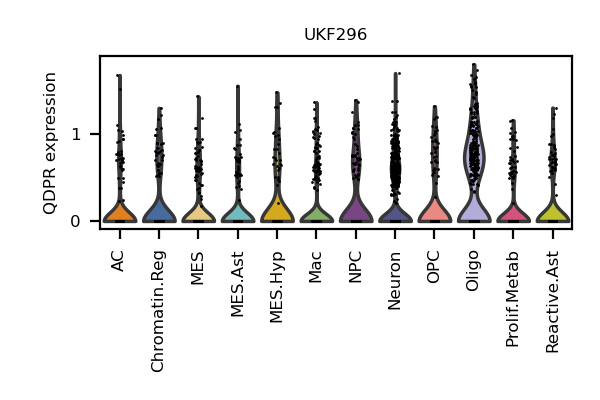 UKF296
QDPR expression
1
0
AC
Chromatin.Reg
MES
MES.Ast
MES.Hyp
Mac
NPC
Neuron
OPC
Oligo
Prolif.Metab
Reactive.Ast